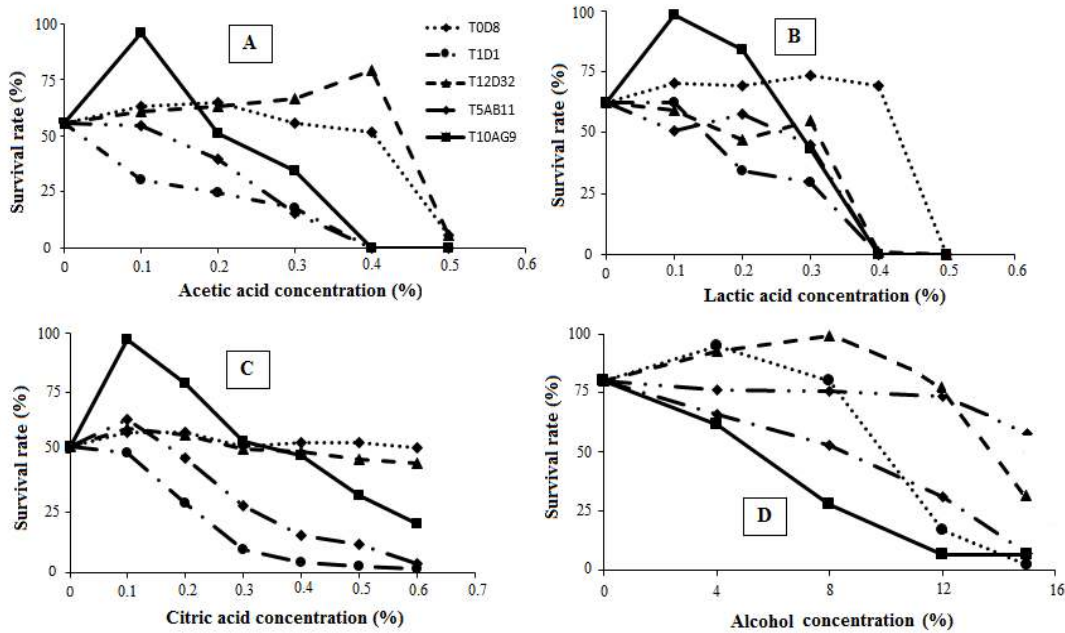 A
Survival rate (%)
100
75
50
25
0
0 0.1 0.2 0.3 0.4 0.5 0.6
Acetic acid concentration (%)
T0D8
T1D1
T12D32
T5AB11
T10AG9
B
Survival rate (%)
100
75
50
25
0
0 0.1 0.2 0.3 0.4 0.5 0.6
Lactic acid concentration (%)
C
Survival rate (%)
100
75
50
25
0
0 0.1 0.2 0.3 0.4 0.5 0.6 0.7
Citric acid concentration (%)
D
Survival rate (%)
100
75
50
25
0
0 4 8 12 16
Alcohol concentration (%)